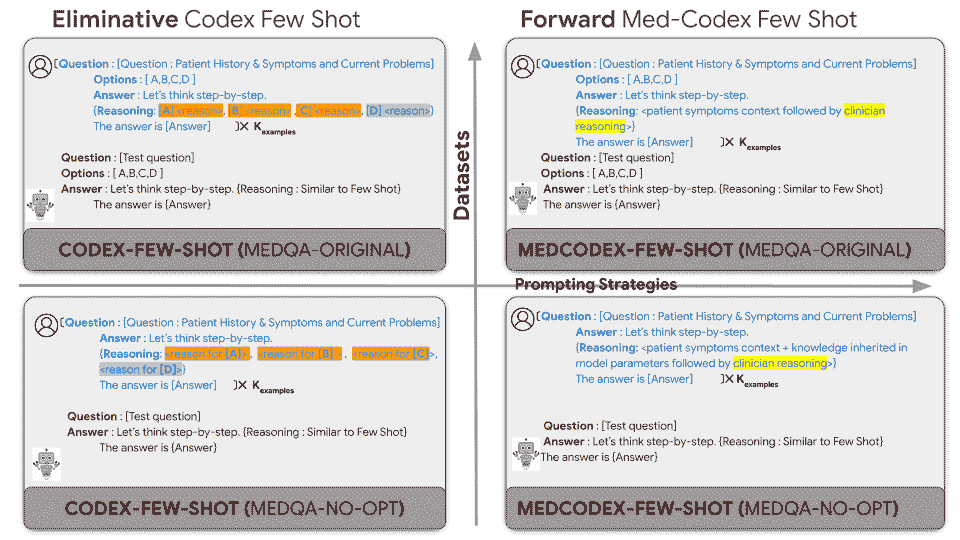 Eliminative Codex Few Shot
[Question : [Question : Patient History & Symptoms and Current Problems]
Options : [ A,B,C,D ]
Answer : Let's think step-by-step.
{Reasoning: [A] <reason>, [B] <reason> ,[C] <reason>, [D] <reason>}
The answer is [Answer] ]× Kexamples
Question : [Test question]
Options : [ A,B,C,D ]
Answer : Let's think step-by-step. {Reasoning : Similar to Few Shot}
The answer is {Answer}
CODEX-FEW-SHOT (MEDQA-ORIGINAL)
Forward Med-Codex Few Shot
[Question : [Question : Patient History & Symptoms and Current Problems]
Options : [ A,B,C,D ]
Answer : Let's think step-by-step.
{Reasoning: <patient symptoms context followed by clinician
reasoning>}
The answer is [Answer] ]× Kexamples
Question : [Test question]
Options : [ A,B,C,D ]
Answer : Let's think step-by-step. {Reasoning : Similar to Few Shot}
The answer is {Answer}
MEDCODEX-FEW-SHOT (MEDQA-ORIGINAL)
Datasets
Prompting Strategies
[Question : [Question : Patient History & Symptoms and Current Problems]
Answer : Let's think step-by-step.
{Reasoning: <reason for [A]> , <reason for [B] > , <reason for [C]>,
<reason for [D]>}
The answer is [Answer] ]× Kexamples
Question : [Test question]
Answer : Let's think step-by-step. {Reasoning : Similar to Few Shot}
The answer is {Answer}
CODEX-FEW-SHOT (MEDQA-NO-OPT)
[Question : [Question : Patient History & Symptoms and Current Problems]
Answer : Let's think step-by-step.
{Reasoning: <patient symptoms context + knowledge inherited in
model parameters followed by clinician reasoning>}
The answer is [Answer] ]× Kexamples
Question : [Test question]
Answer : Let's think step-by-step. {Reasoning : Similar to Few Shot}
The answer is {Answer}
MEDCODEX-FEW-SHOT (MEDQA-NO-OPT)